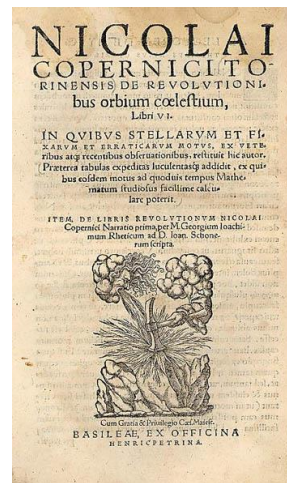 NICOLAI
COPERNICI TO-
RINENSIS DE REVOLVTIONI-
bus orbium cœlestium,
Libri VI.
IN QVIBVS STELLARVM ET FI-
XARVM ET ERRATICARVM MOTVS, EX VETE-
ribus atq; recentibus obseruationibus, restituit hic autor.
Præterea tabulas expeditas luculentasq; addidit, ex qui-
bus eosdem motus ad quoduis tempus Mathe-
matum studiosus facillime calcu-
lare poterit.
ITEM, DE LIBRIS REVOLVTIONVM NICOLAI
Copernici Narratio prima, per M. Georgium Ioachi-
mum Rheticum ad D. Ioan. Schone-
rum scripta.
Cum Gratia & Priuilegio Cæs. Maiest.
BASILEAE, EX OFFICINA
HENRICPETRINA.